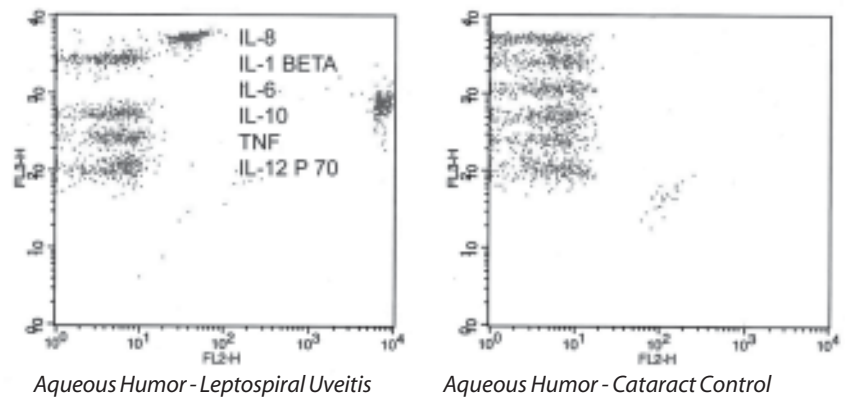 IL-8
IL-1 BETA
IL-6
IL-10
TNF
IL-12 P 70
FL3-H
10⁰ 10¹ 10² 10³ 10⁴
FL2-H
Aqueous Humor - Leptospiral Uveitis
FL3-H
10⁰ 10¹ 10² 10³ 10⁴
FL2-H
Aqueous Humor - Cataract Control